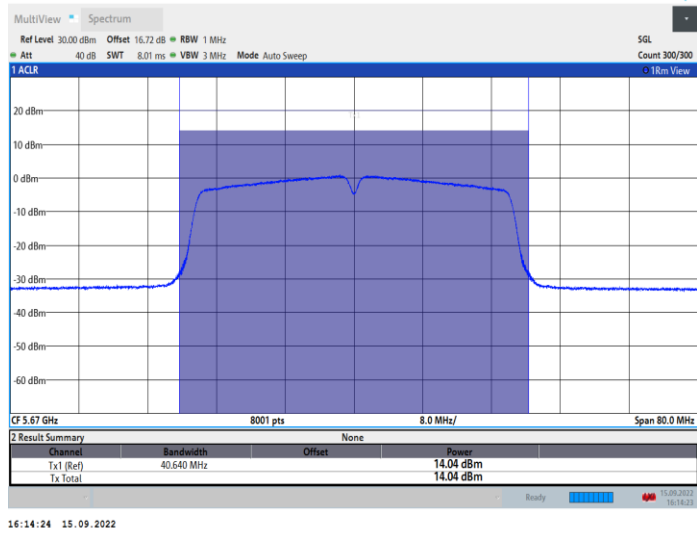 MultiView Spectrum
Ref Level 30.00 dBm Offset 16.72 dB RBW 1 MHz SGL
Att 40 dB SWT 8.01 ms VBW 3 MHz Mode Auto Sweep Count 300/300
1 ACLR 1Rm View
Tx1
20 dBm
10 dBm
0 dBm
-10 dBm
-20 dBm
-30 dBm
-40 dBm
-50 dBm
-60 dBm
CF 5.67 GHz 8001 pts 8.0 MHz/ Span 80.0 MHz
2 Result Summary None
Channel Bandwidth Offset Power
Tx1 (Ref) 40.640 MHz 14.04 dBm
Tx Total 14.04 dBm
Ready 15.09.2022
16:14:23
16:14:24 15.09.2022